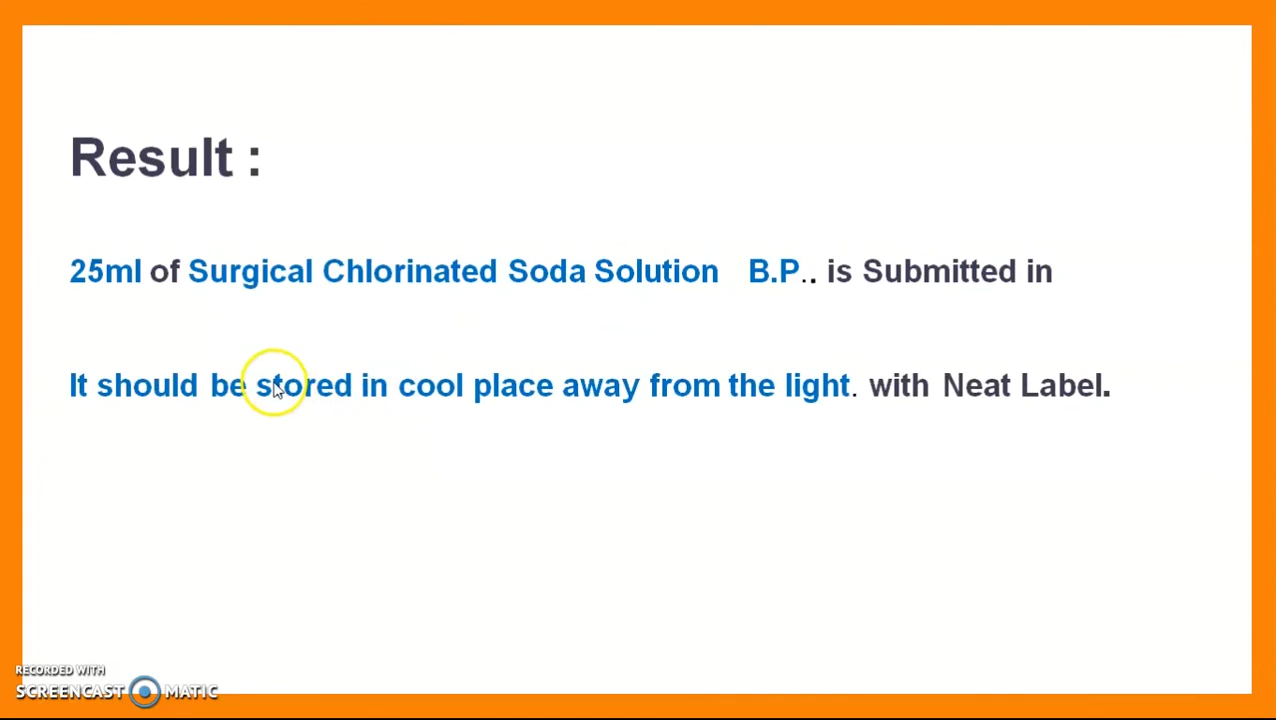 Result :
25ml of Surgical Chlorinated Soda Solution B.P.. is Submitted in
It should be stored in cool place away from the light. with Neat Label.
RECORDED WITH
SCREENCAST MATIC